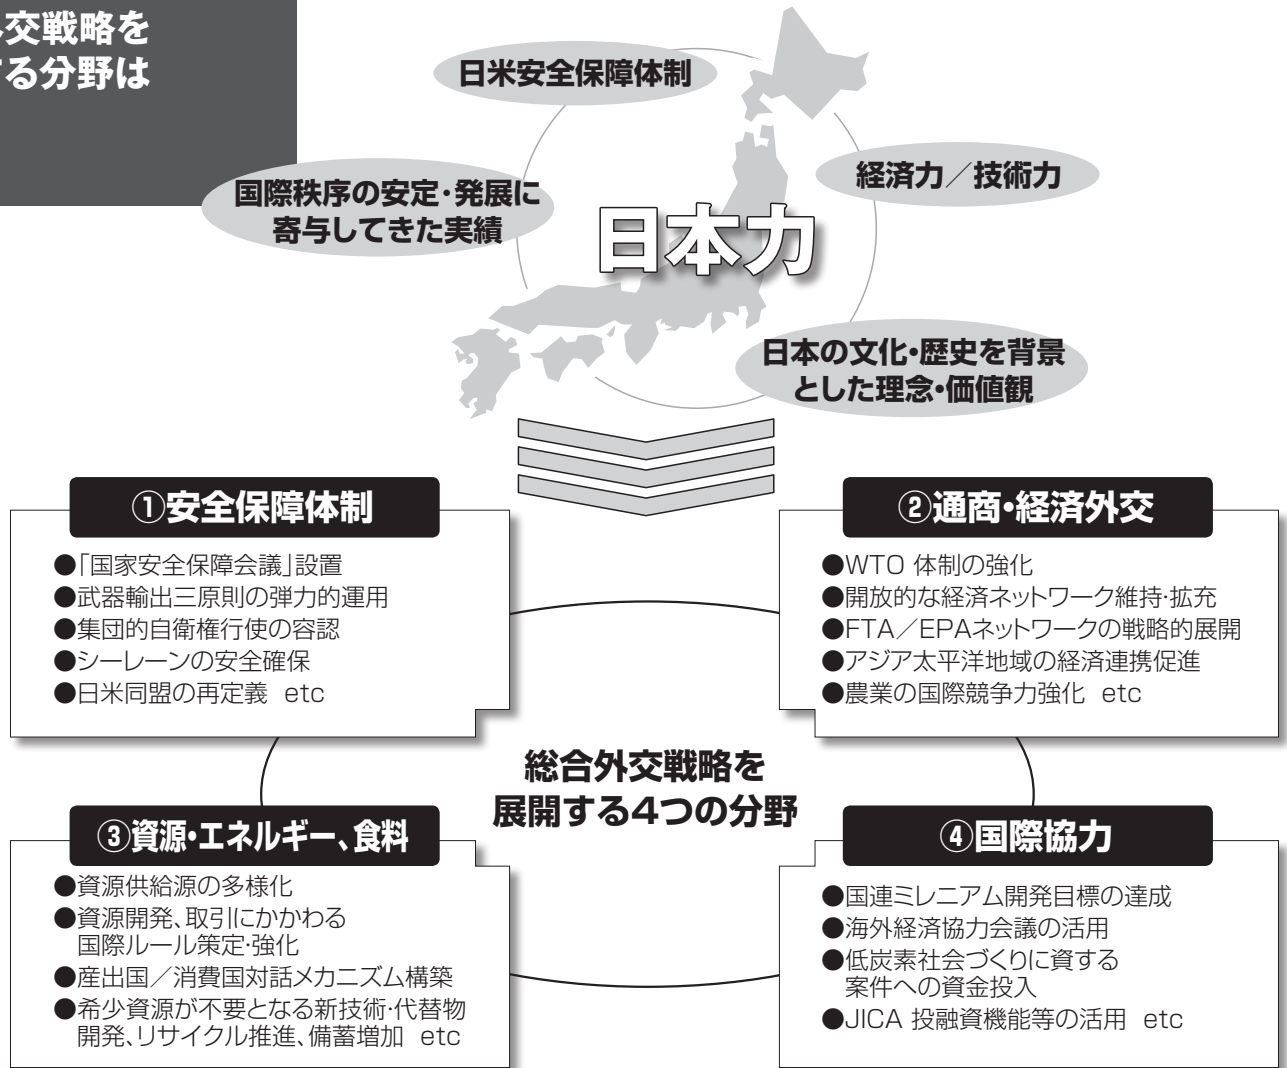 交戦略を
る分野は
日米安全保障体制
経済力／技術力
国際秩序の安定・発展に
寄与してきた実績
日本力
日本の文化・歴史を背景
とした理念・価値観
①安全保障体制
●「国家安全保障会議」設置
●武器輸出三原則の弾力的運用
●集団的自衛権行使の容認
●シーレーンの安全確保
●日米同盟の再定義 etc
②通商・経済外交
●WTO 体制の強化
●開放的な経済ネットワーク維持・拡充
●FTA／EPAネットワークの戦略的展開
●アジア太平洋地域の経済連携促進
●農業の国際競争力強化 etc
総合外交戦略を
展開する4つの分野
③資源・エネルギー、食料
●資源供給源の多様化
●資源開発、取引にかかわる
国際ルール策定・強化
●産出国／消費国対話メカニズム構築
●希少資源が不要となる新技術・代替物
開発、リサイクル推進、備蓄増加 etc
④国際協力
●国連ミレニアム開発目標の達成
●海外経済協力会議の活用
●低炭素社会づくりに資する
案件への資金投入
●JICA 投融資機能等の活用 etc